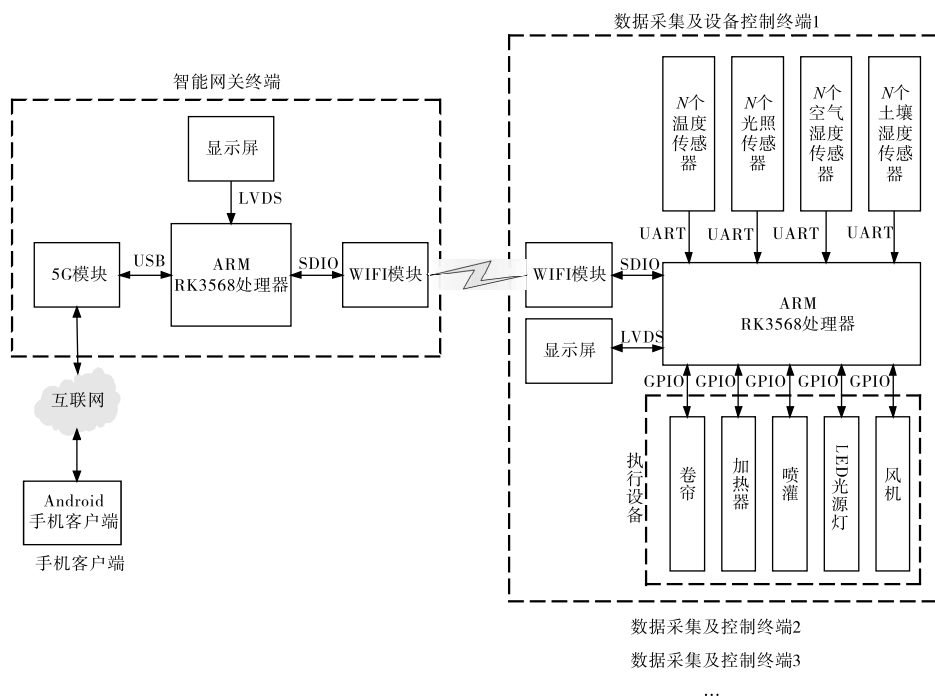 数据采集及设备控制终端1
智能网关终端
显示屏
LVDS
5G模块
USB
ARM
RK3568处理器
SDIO
WIFI模块
互联网
Android
手机客户端
手机客户端
N个
温度
传感
器
N个
光照
传感
器
N个
空气
湿度
传感
器
N个
土壤
湿度
传感
器
UART
UART
UART
UART
WIFI模块
SDIO
ARM
RK3568处理器
显示屏
LVDS
GPIO
GPIO
GPIO
GPIO
GPIO
执行设备
卷帘
加热器
喷灌
LED光源灯
风机
数据采集及控制终端2
数据采集及控制终端3
…